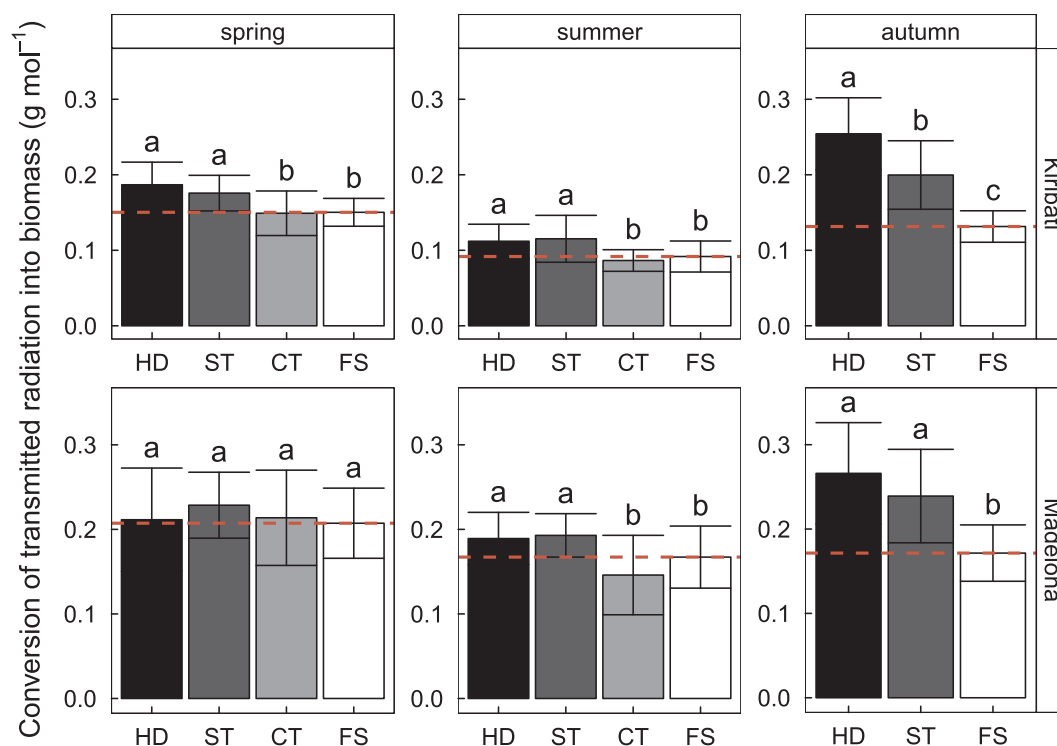 Conversion of transmitted radiation into biomass (g mol⁻¹)
spring
summer
autumn
0.3
0.2
0.1
0.0
a
a
b
b
HD
ST
CT
FS
0.3
0.2
0.1
0.0
a
a
b
b
HD
ST
CT
FS
0.3
0.2
0.1
0.0
a
b
c
HD
ST
FS
Kiribati
0.3
0.2
0.1
0.0
a
a
a
a
HD
ST
CT
FS
0.3
0.2
0.1
0.0
a
a
b
b
HD
ST
CT
FS
0.3
0.2
0.1
0.0
a
a
b
HD
ST
FS
Madelona